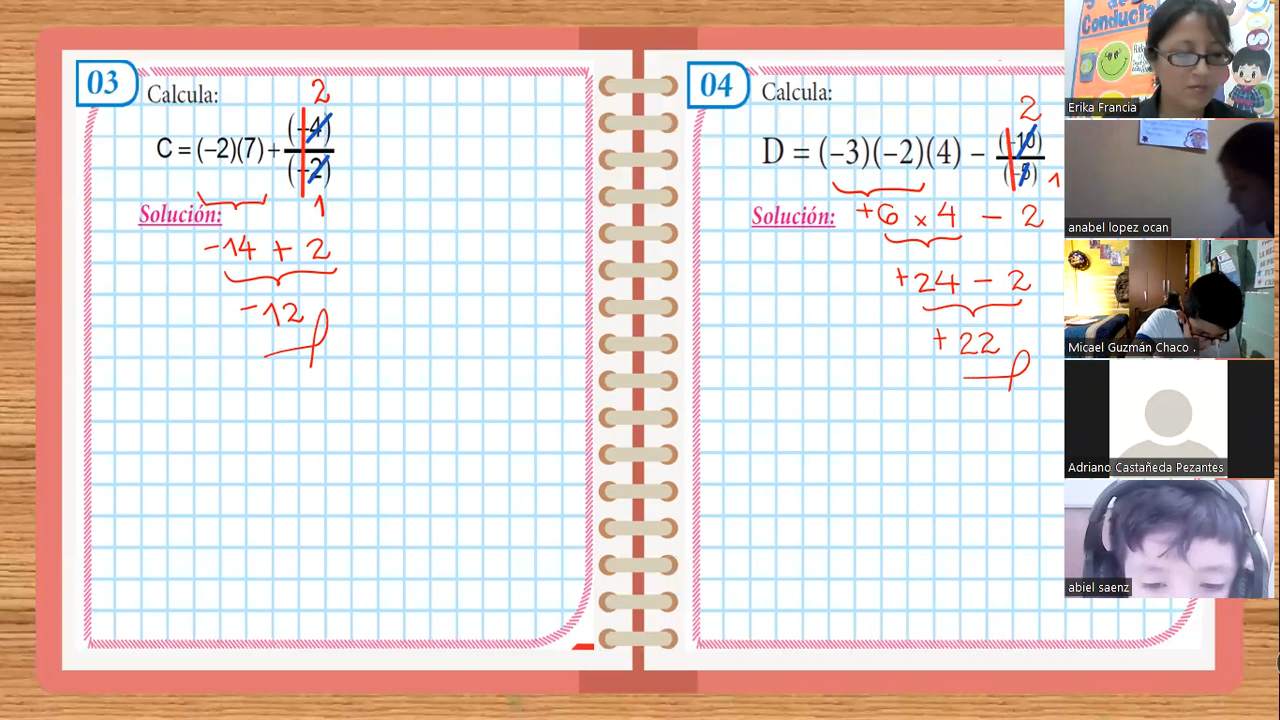 03
Calcula:
2
C = (−2)(7) + (−4)
(−2)
1
Solución:
−14 + 2
−12
04
Calcula:
2
D = (−3)(−2)(4) − (−10)
1
Solución:
+6 x 4 − 2
+24 − 2
+22
de
Conducta
Erika Francia
anabel lopez ocan
Micael Guzmán Chaco .
Adriano Castañeda Pezantes
abiel saenz